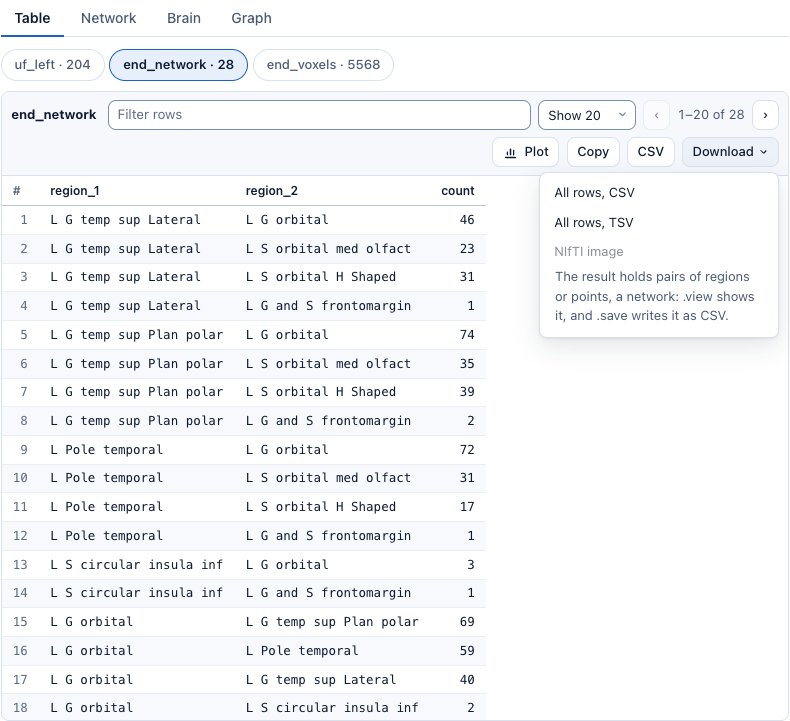 Table Network Brain Graph
uf_left · 204 end_network · 28 end_voxels · 5568
end_network Filter rows Show 20 ‹ 1–20 of 28 ›
Plot Copy CSV Download
All rows, CSV
All rows, TSV
NIfTI image
The result holds pairs of regions
or points, a network: .view shows
it, and .save writes it as CSV.
# region_1 region_2 count
1 L G temp sup Lateral L G orbital 46
2 L G temp sup Lateral L S orbital med olfact 23
3 L G temp sup Lateral L S orbital H Shaped 31
4 L G temp sup Lateral L G and S frontomargin 1
5 L G temp sup Plan polar L G orbital 74
6 L G temp sup Plan polar L S orbital med olfact 35
7 L G temp sup Plan polar L S orbital H Shaped 39
8 L G temp sup Plan polar L G and S frontomargin 2
9 L Pole temporal L G orbital 72
10 L Pole temporal L S orbital med olfact 31
11 L Pole temporal L S orbital H Shaped 17
12 L Pole temporal L G and S frontomargin 1
13 L S circular insula inf L G orbital 3
14 L S circular insula inf L G and S frontomargin 1
15 L G orbital L G temp sup Plan polar 69
16 L G orbital L Pole temporal 59
17 L G orbital L G temp sup Lateral 40
18 L G orbital L S circular insula inf 2